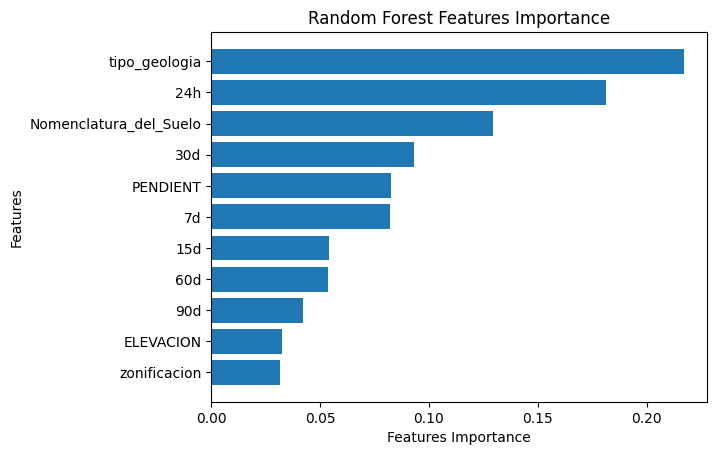 Random Forest Features Importance
Features
tipo_geologia
24h
Nomenclatura_del_Suelo
30d
PENDIENT
7d
15d
60d
90d
ELEVACION
zonificacion
0.00 0.05 0.10 0.15 0.20
Features Importance